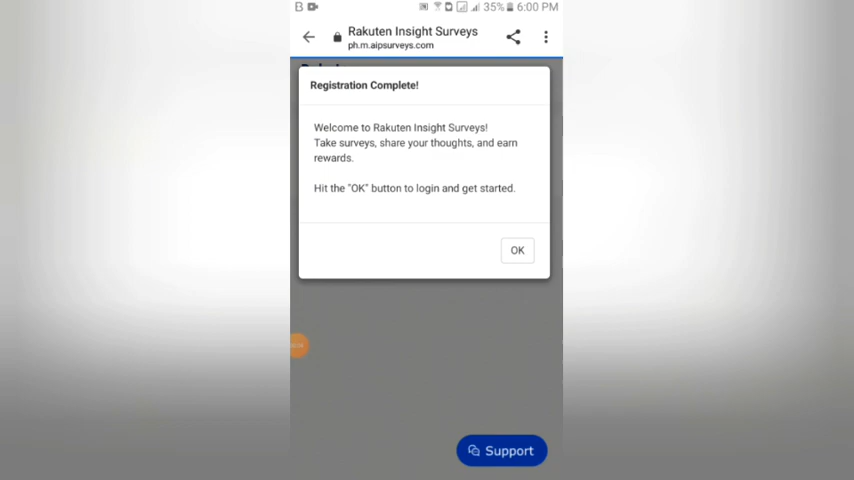 35% 6:00 PM
Rakuten Insight Surveys
ph.m.aipsurveys.com
Registration Complete!
Welcome to Rakuten Insight Surveys!
Take surveys, share your thoughts, and earn
rewards.
Hit the "OK" button to login and get started.
OK
Support